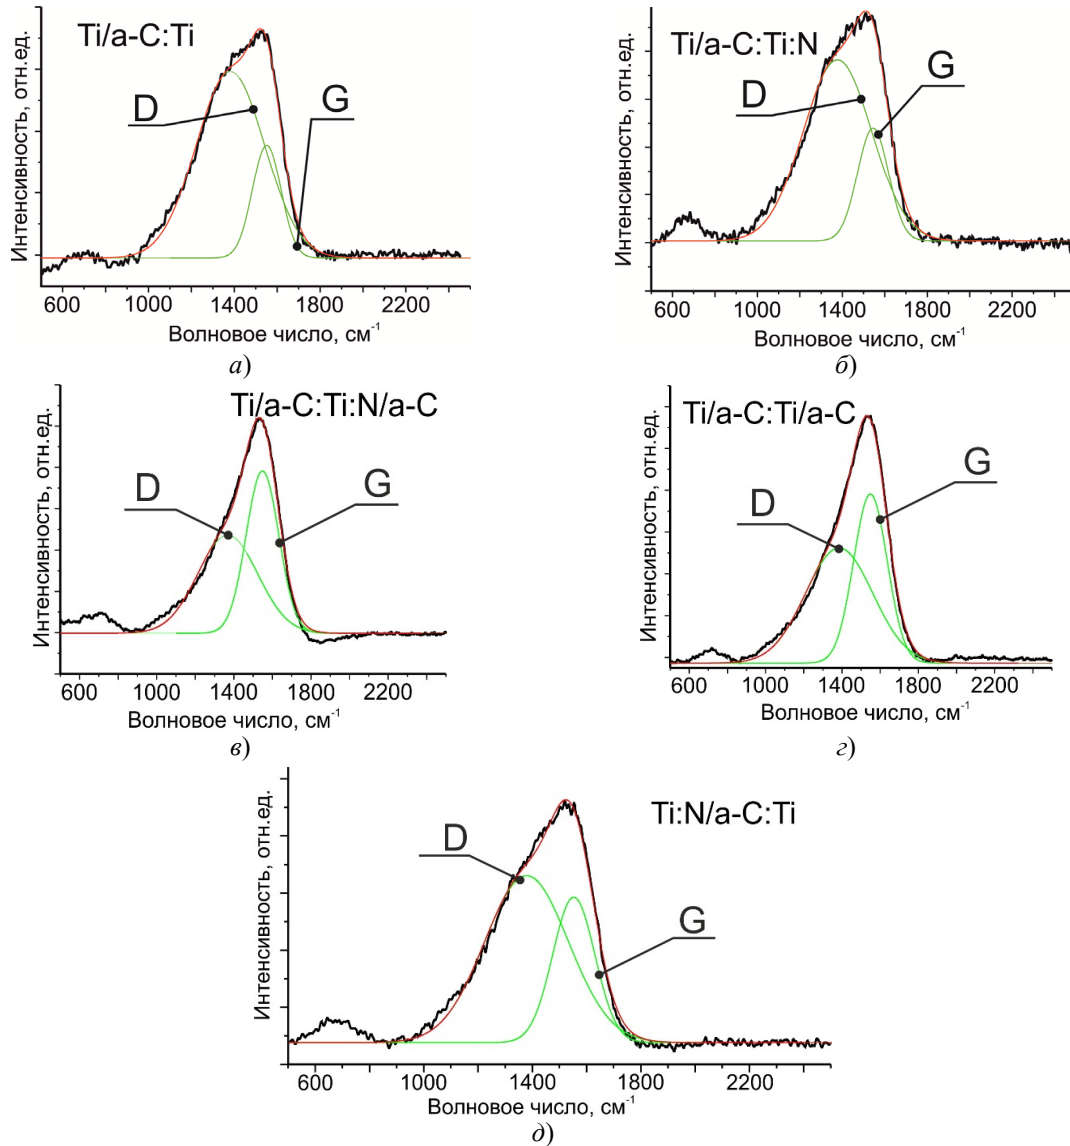 Ti/a-C:Ti
D
G
Интенсивность, отн.ед.
600 1000 1400 1800 2200
Волновое число, см-1
а)
Ti/a-C:Ti:N
D
G
Интенсивность, отн.ед.
600 1000 1400 1800 2200
Волновое число, см-1
б)
Ti/a-C:Ti:N/a-C
D
G
Интенсивность, отн.ед.
600 1000 1400 1800 2200
Волновое число, см-1
в)
Ti/a-C:Ti/a-C
D
G
Интенсивность, отн.ед.
600 1000 1400 1800 2200
Волновое число, см-1
г)
Ti:N/a-C:Ti
D
G
Интенсивность, отн.ед.
600 1000 1400 1800 2200
Волновое число, см-1
д)